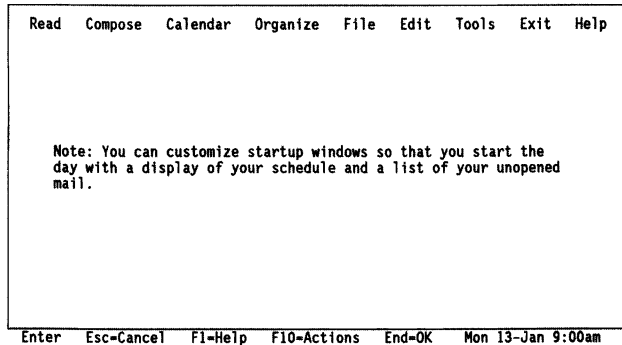 Read Compose Calendar Organize File Edit Tools Exit Help
Note: You can customize startup windows so that you start the
day with a display of your schedule and a list of your unopened
mail.
Enter Esc=Cancel F1=Help F10=Actions End=OK Mon 13-Jan 9:00am